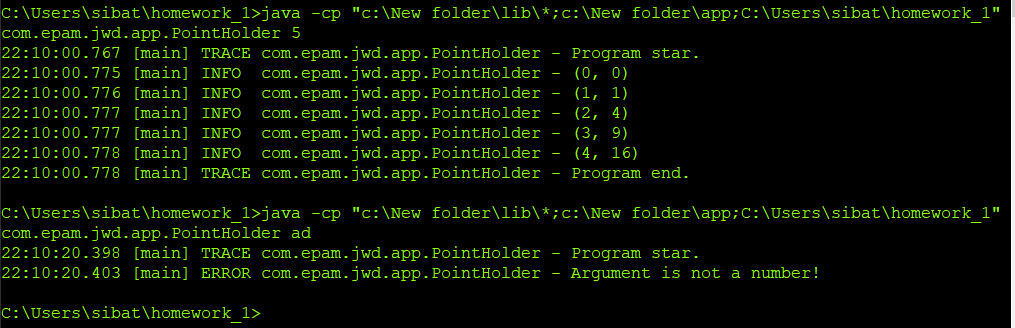 C:\Users\sibat\homework_1>java -cp "c:\New folder\lib\*;c:\New folder\app;C:\Users\sibat\homework_1"
com.epam.jwd.app.PointHolder 5
22:10:00.767 [main] TRACE com.epam.jwd.app.PointHolder - Program star.
22:10:00.775 [main] INFO  com.epam.jwd.app.PointHolder - (0, 0)
22:10:00.776 [main] INFO  com.epam.jwd.app.PointHolder - (1, 1)
22:10:00.777 [main] INFO  com.epam.jwd.app.PointHolder - (2, 4)
22:10:00.777 [main] INFO  com.epam.jwd.app.PointHolder - (3, 9)
22:10:00.778 [main] INFO  com.epam.jwd.app.PointHolder - (4, 16)
22:10:00.778 [main] TRACE com.epam.jwd.app.PointHolder - Program end.
C:\Users\sibat\homework_1>java -cp "c:\New folder\lib\*;c:\New folder\app;C:\Users\sibat\homework_1"
com.epam.jwd.app.PointHolder ad
22:10:20.398 [main] TRACE com.epam.jwd.app.PointHolder - Program star.
22:10:20.403 [main] ERROR com.epam.jwd.app.PointHolder - Argument is not a number!
C:\Users\sibat\homework_1>